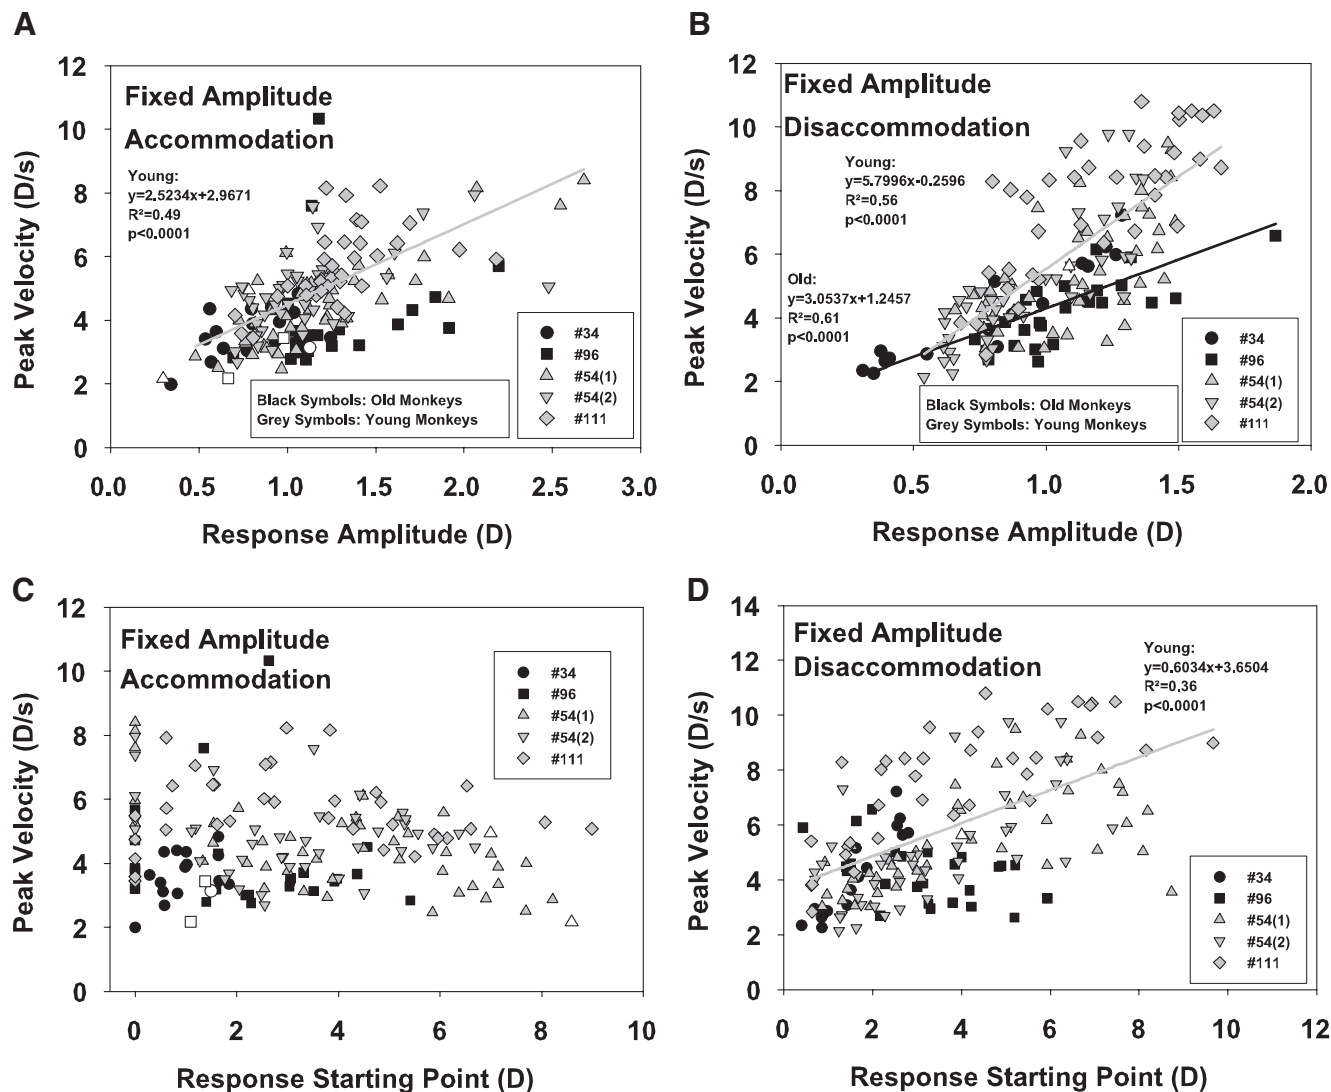 A
Fixed Amplitude
Accommodation
Young:
y=2.5234x+2.9671
R²=0.49
p<0.0001
Peak Velocity (D/s)
12
10
8
6
4
2
0
#34
#96
#54(1)
#54(2)
#111
Black Symbols: Old Monkeys
Grey Symbols: Young Monkeys
0.0 0.5 1.0 1.5 2.0 2.5 3.0
Response Amplitude (D)
B
Fixed Amplitude
Disaccommodation
Young:
y=5.7996x-0.2596
R²=0.56
p<0.0001
Old:
y=3.0537x+1.2457
R²=0.61
p<0.0001
Peak Velocity (D/s)
12
10
8
6
4
2
0
#34
#96
#54(1)
#54(2)
#111
Black Symbols: Old Monkeys
Grey Symbols: Young Monkeys
0.0 0.5 1.0 1.5 2.0
Response Amplitude (D)
C
Fixed Amplitude
Accommodation
Peak Velocity (D/s)
12
10
8
6
4
2
0
#34
#96
#54(1)
#54(2)
#111
0 2 4 6 8 10
Response Starting Point (D)
D
Fixed Amplitude
Disaccommodation
Young:
y=0.6034x+3.6504
R²=0.36
p<0.0001
Peak Velocity (D/s)
14
12
10
8
6
4
2
0
#34
#96
#54(1)
#54(2)
#111
0 2 4 6 8 10 12
Response Starting Point (D)